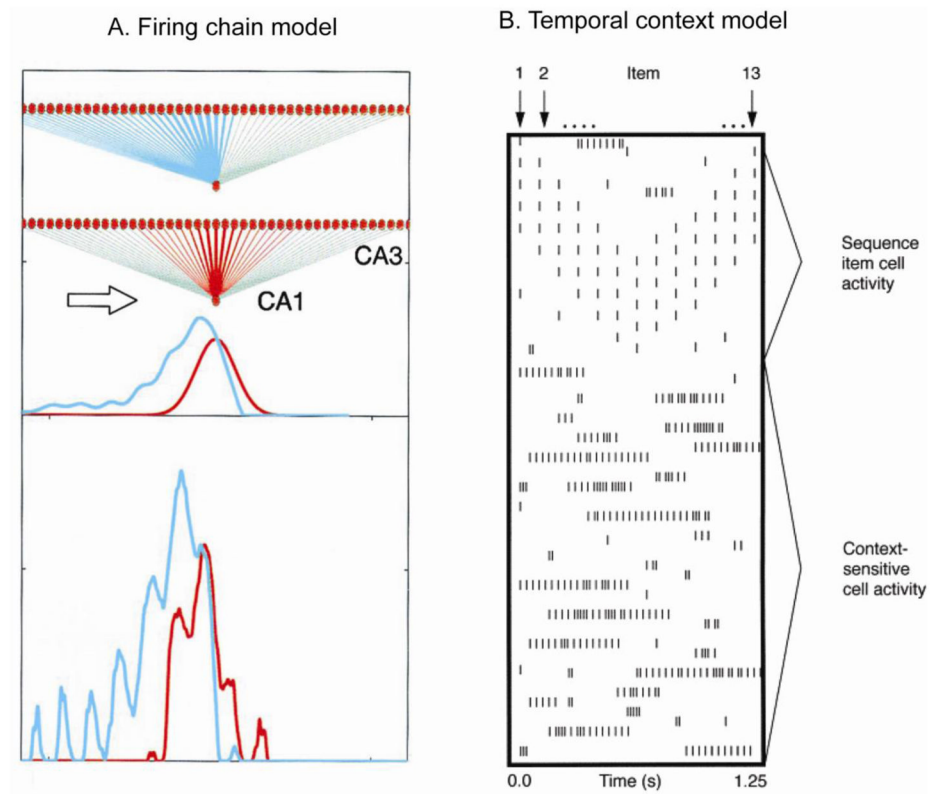 A. Firing chain model
CA3
CA1
B. Temporal context model
1 2 Item 13
Sequence
item cell
activity
Context-
sensitive
cell activity
0.0 Time (s) 1.25